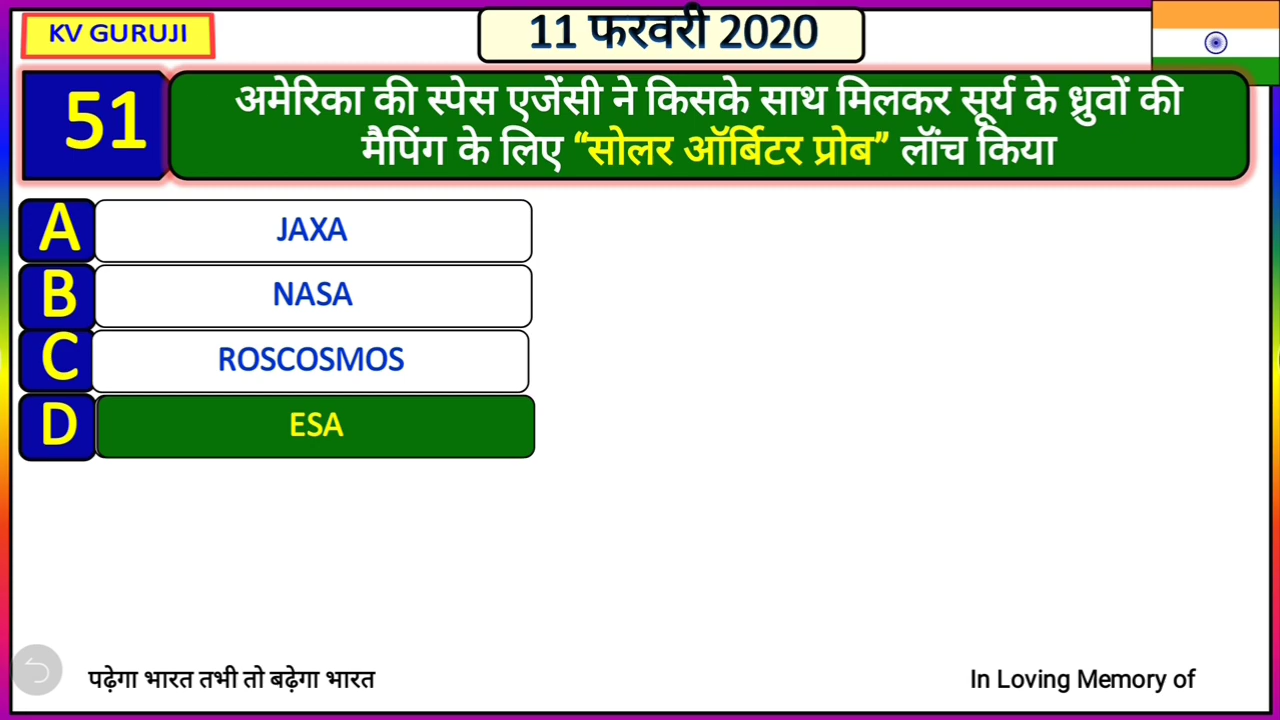 KV GURUJI
11 फरवरी 2020
51
अमेरिका की स्पेस एजेंसी ने किसके साथ मिलकर सूर्य के ध्रुवों की
मैपिंग के लिए “सोलर ऑर्बिटर प्रोब” लॉंच किया
A JAXA
B NASA
C ROSCOSMOS
D ESA
पढ़ेगा भारत तभी तो बढ़ेगा भारत
In Loving Memory of